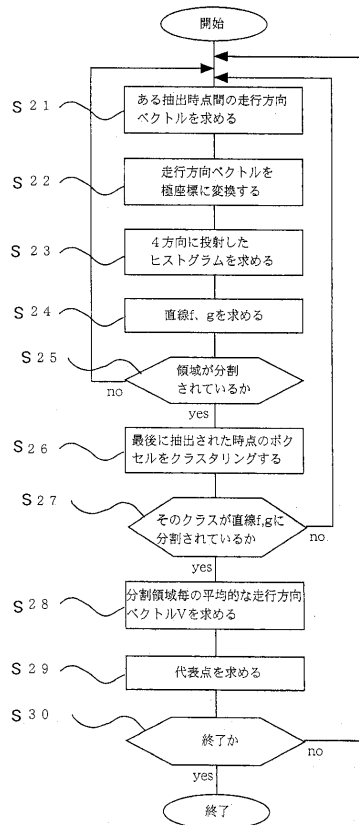 開始
S21
ある抽出時点間の走行方向
ベクトルを求める
S22
走行方向ベクトルを
極座標に変換する
S23
4方向に投射した
ヒストグラムを求める
S24
直線f、gを求める
S25
領域が分割
されているか
no
yes
S26
最後に抽出された時点のボク
セルをクラスタリングする
S27
そのクラスが直線f,gに
分割されているか
no
yes
S28
分割領域毎の平均的な走行方向
ベクトルVを求める
S29
代表点を求める
S30
終了か
no
yes
終了